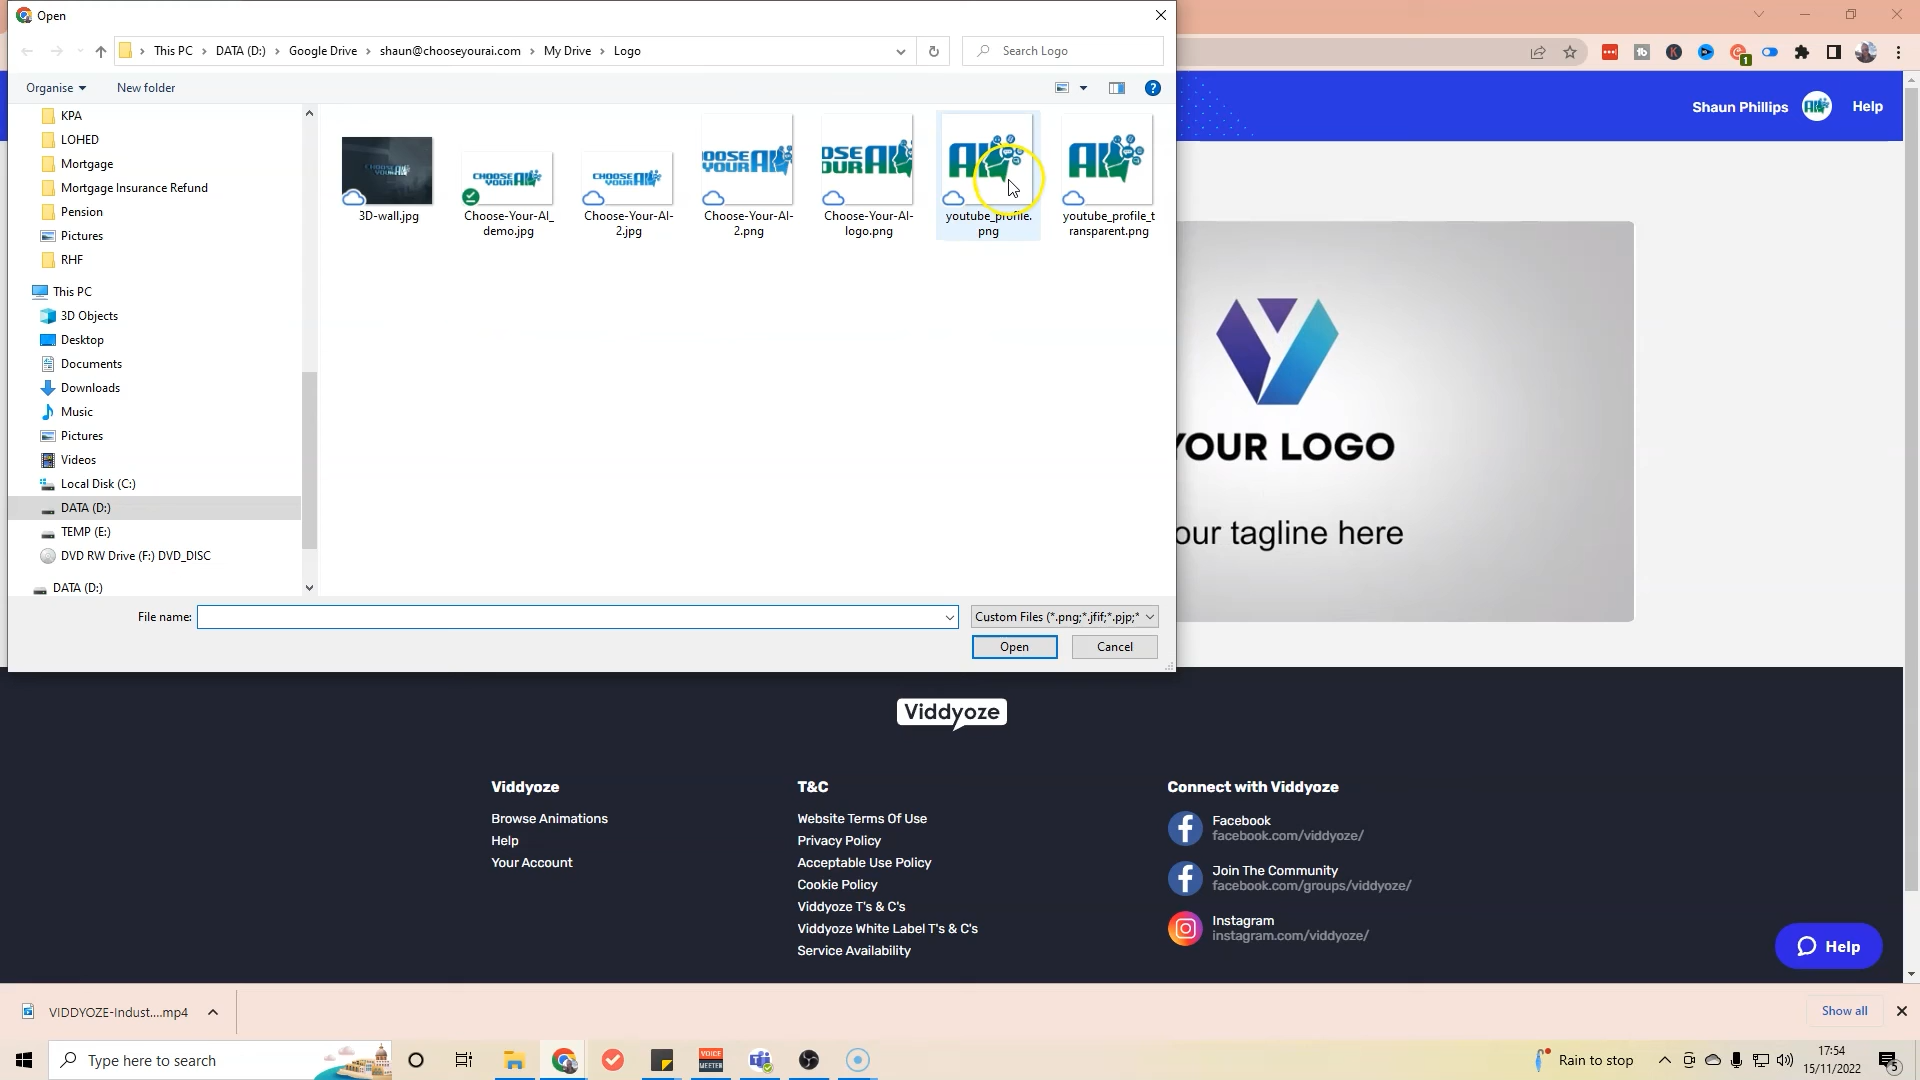 Open
This PC
DATA (D:)
Google Drive
shaun@chooseyourai.com
My Drive
Logo
Search Logo
Organise
New folder
1
KPA
LOHED
Mortgage
Mortgage Insurance Refund
Pension
Pictures
RHF
This PC
3D Objects
Desktop
Documents
Downloads
Music
Pictures
Videos
Local Disk (C:)
DATA (D:)
TEMP (E:)
DVD RW Drive (F:) DVD_DISC
DATA (D:)
3D-wall.jpg
Choose-Your-AI_
demo.jpg
Choose-Your-AI-
2.jpg
Choose-Your-AI-
2.png
Choose-Your-AI-
logo.png
youtube_profile.
png
youtube_profile_t
ransparent.png
File name:
Custom Files (*.png;*.jfif;*.pjp;*
Open
Cancel
Shaun Phillips
Help
YOUR LOGO
our tagline here
Viddyoze
Viddyoze
Browse Animations
Help
Your Account
T&C
Website Terms Of Use
Privacy Policy
Acceptable Use Policy
Cookie Policy
Viddyoze T's & C's
Viddyoze White Label T's & C's
Service Availability
Connect with Viddyoze
Facebook
facebook.com/viddyoze/
Join The Community
facebook.com/groups/viddyoze/
Instagram
instagram.com/viddyoze/
Help
VIDDYOZE-Indust....mp4
Show all
Type here to search
VOICE
MEETER
Rain to stop
17:54
15/11/2022
5